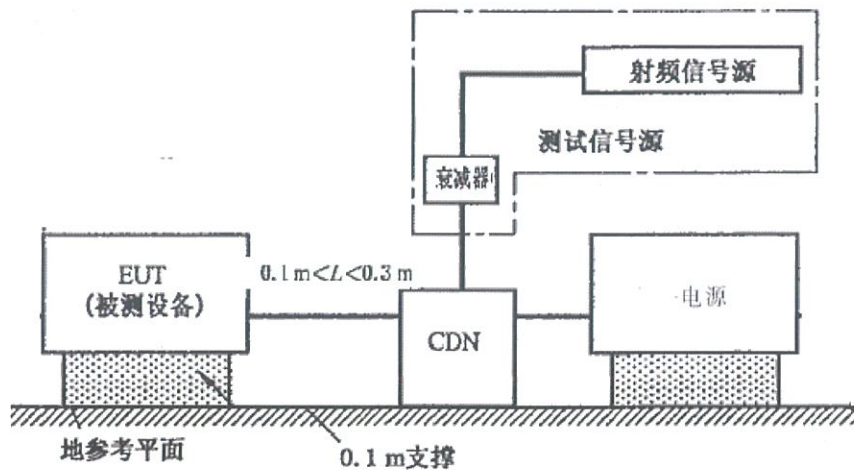 射频信号源
测试信号源
衰减器
EUT
(被测设备)
0.1 m<L<0.3 m
CDN
电源
地参考平面
0.1 m支撑